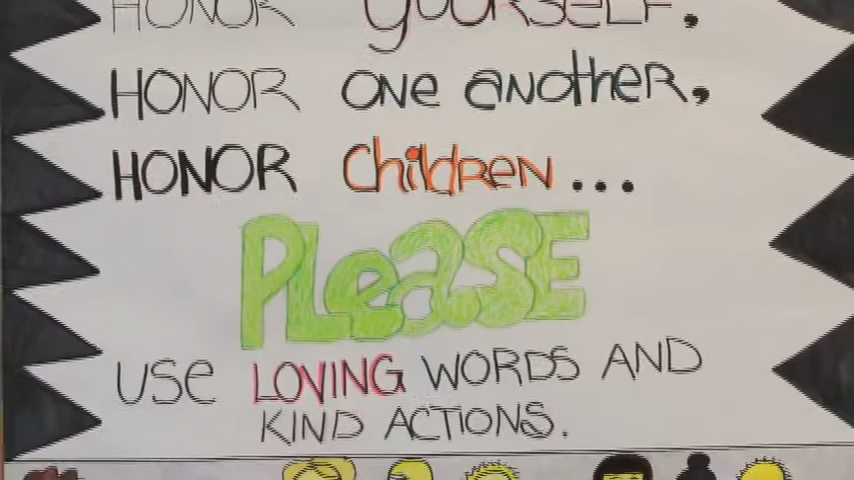 HONOR yOURSELF,
HONOR ONE aNOthER,
HONOR ChilDREN...
PLeaSE
USe LOVING WORDS AND
KIND ACTIONS.